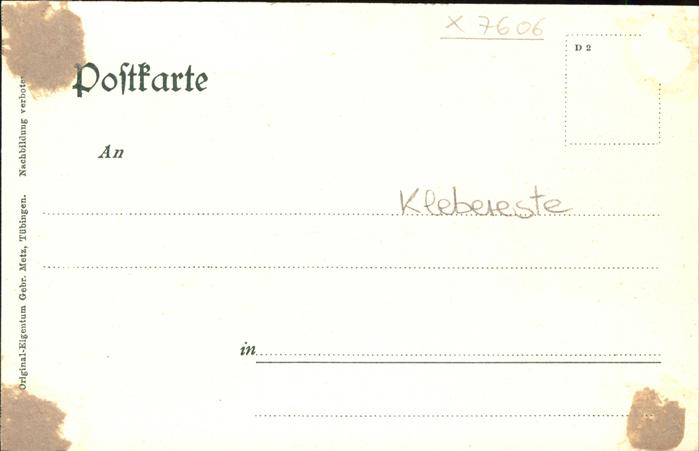 X 7606
D 2
Poſtkarte
An
Klebereste
in
Original-Eigentum Gebr. Metz, Tübingen. Nachbildung verboten